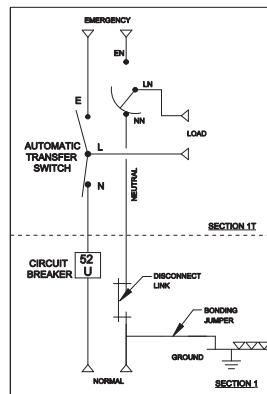 EMERGENCY
EN
LN
E
NN
LOAD
AUTOMATIC
TRANSFER
SWITCH
L
N
NEUTRAL
SECTION 1T
52
U
CIRCUIT
BREAKER
DISCONNECT
LINK
BONDING
JUMPER
GROUND
NORMAL
SECTION 1